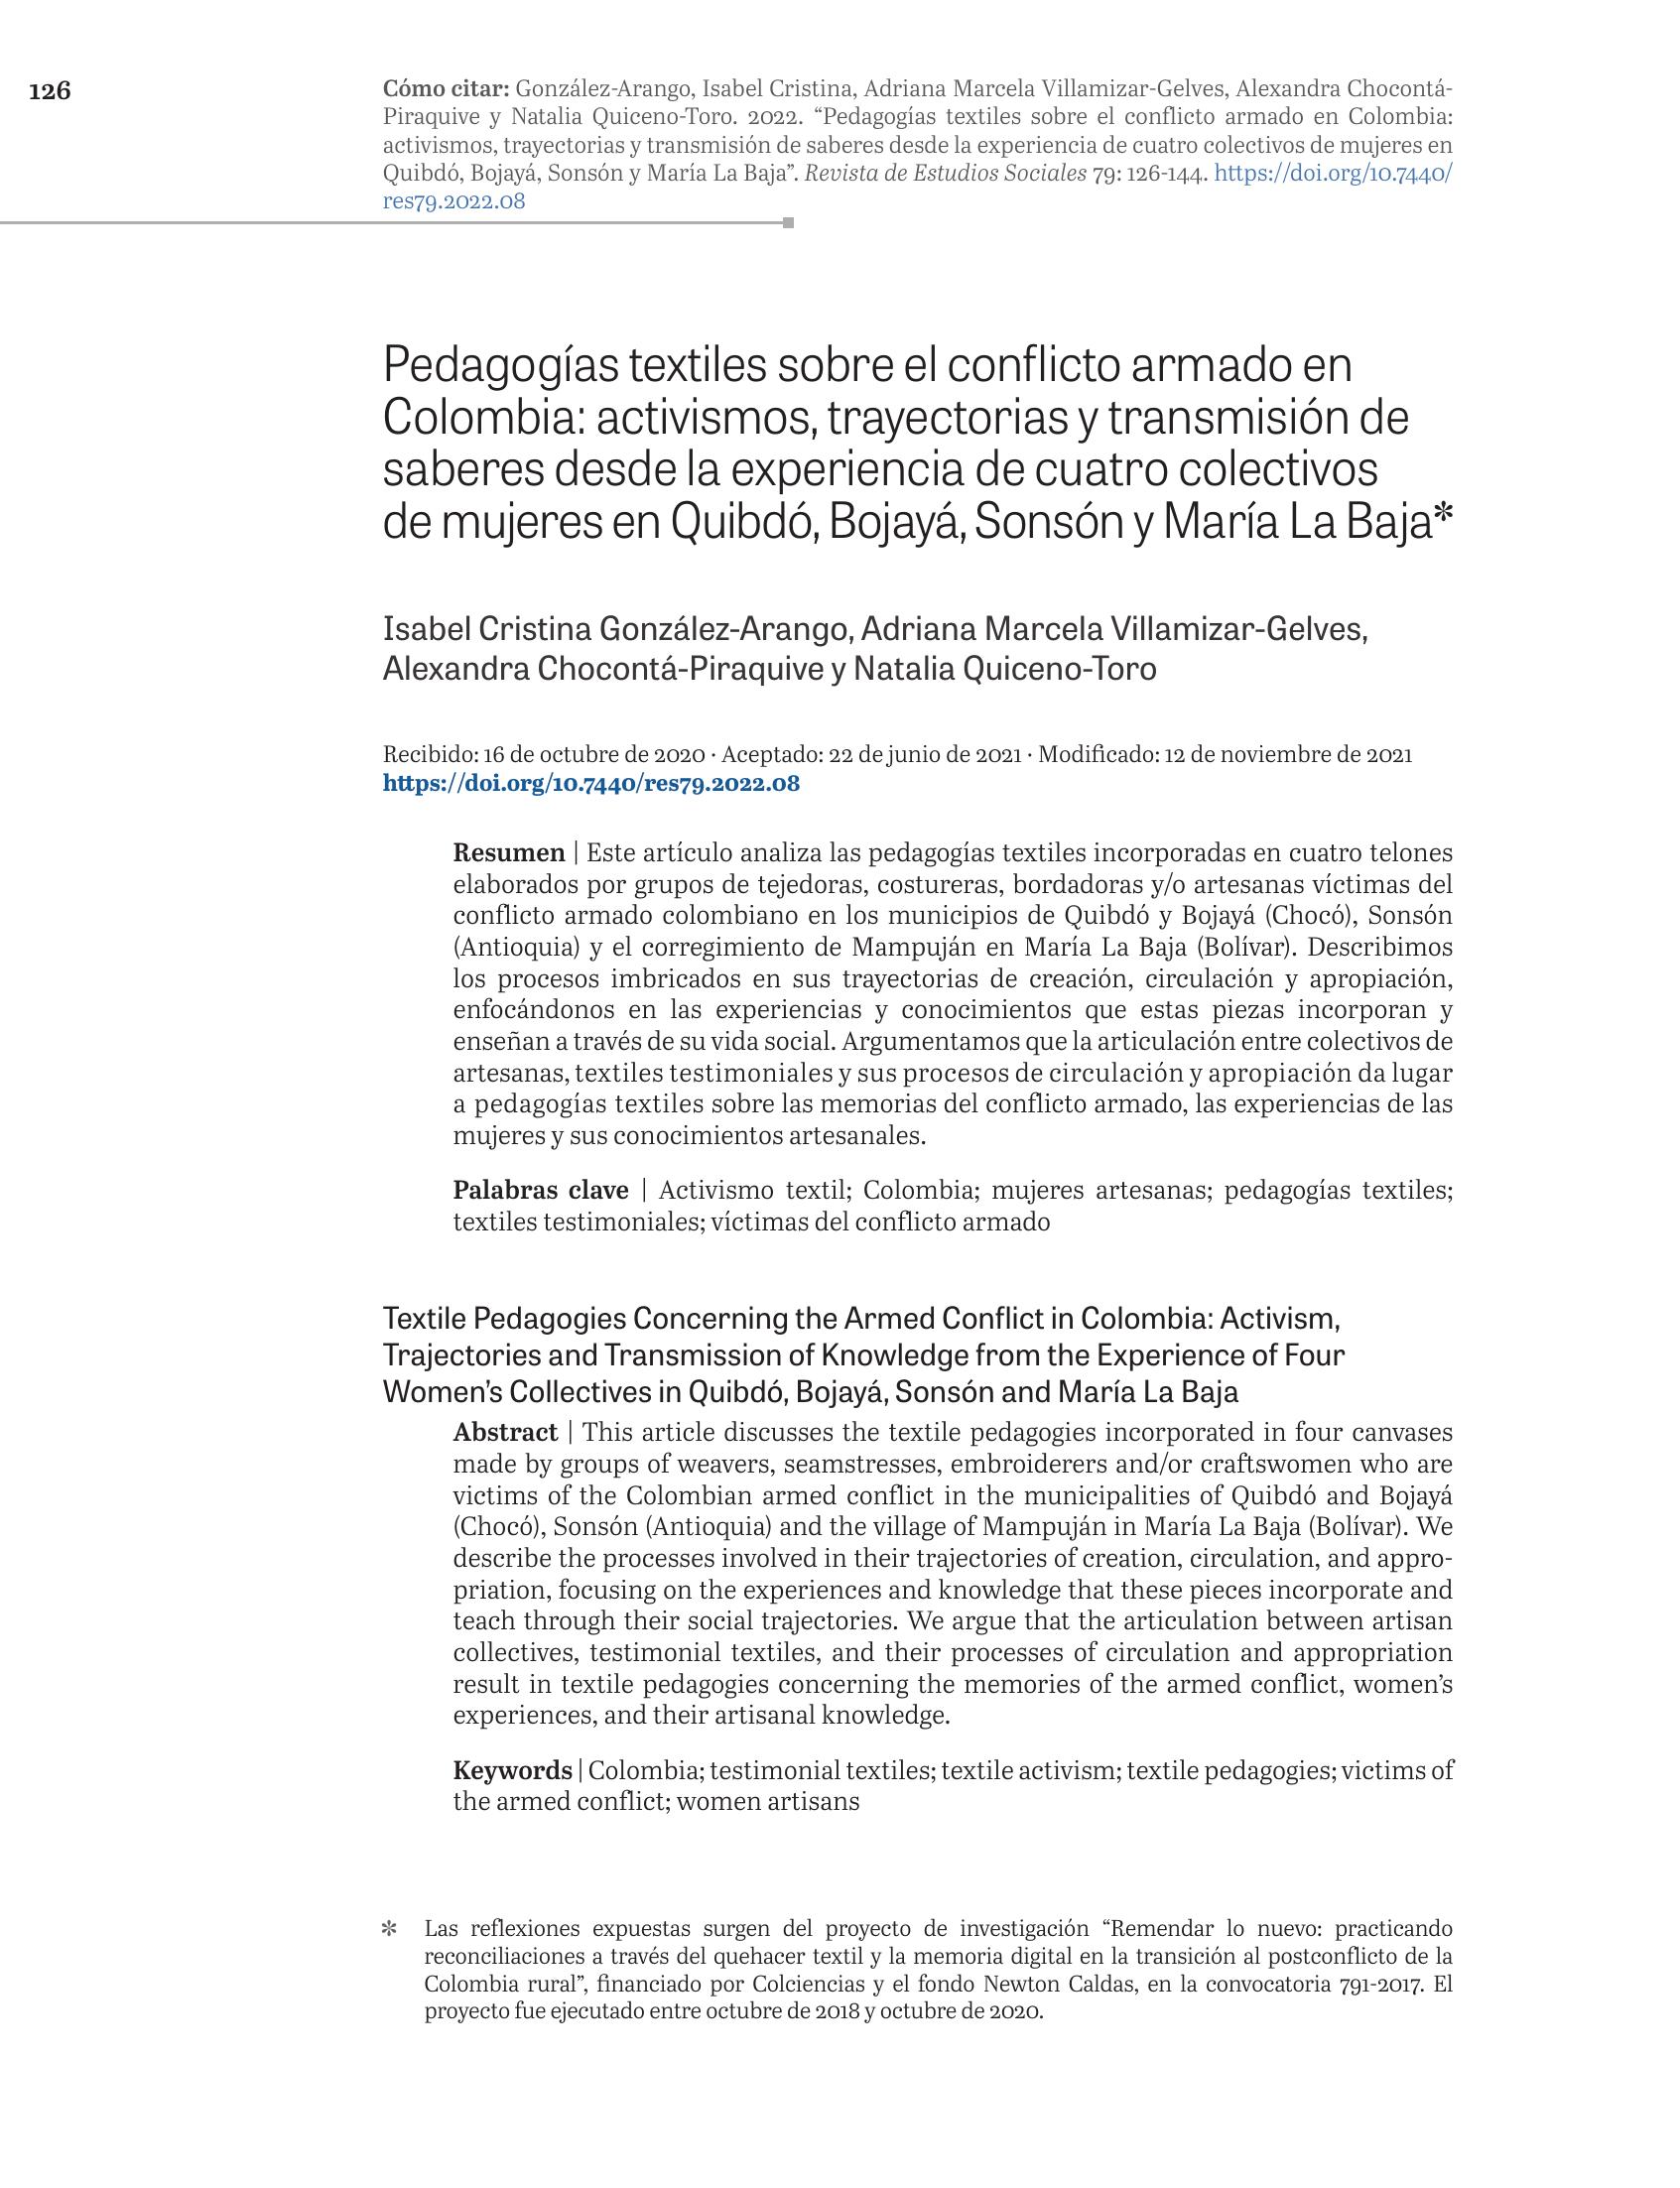 126
Cómo citar: González-Arango, Isabel Cristina, Adriana Marcela Villamizar-Gelves, Alexandra Chocontá-
Piraquive y Natalia Quiceno-Toro. 2022. “Pedagogías textiles sobre el conflicto armado en Colombia:
activismos, trayectorias y transmisión de saberes desde la experiencia de cuatro colectivos de mujeres en
Quibdó, Bojayá, Sonsón y María La Baja”. Revista de Estudios Sociales 79: 126-144. https://doi.org/10.7440/
res79.2022.08
Pedagogías textiles sobre el conflicto armado en
Colombia: activismos, trayectorias y transmisión de
saberes desde la experiencia de cuatro colectivos
de mujeres en Quibdó, Bojayá, Sonsón y María La Baja*
Isabel Cristina González-Arango, Adriana Marcela Villamizar-Gelves,
Alexandra Chocontá-Piraquive y Natalia Quiceno-Toro
Recibido: 16 de octubre de 2020 · Aceptado: 22 de junio de 2021 · Modificado: 12 de noviembre de 2021
https://doi.org/10.7440/res79.2022.08
Resumen | Este artículo analiza las pedagogías textiles incorporadas en cuatro telones
elaborados por grupos de tejedoras, costureras, bordadoras y/o artesanas víctimas del
conflicto armado colombiano en los municipios de Quibdó y Bojayá (Chocó), Sonsón
(Antioquia) y el corregimiento de Mampuján en María La Baja (Bolívar). Describimos
los procesos imbricados en sus trayectorias de creación, circulación y apropiación,
enfocándonos en las experiencias y conocimientos que estas piezas incorporan y
enseñan a través de su vida social. Argumentamos que la articulación entre colectivos de
artesanas, textiles testimoniales y sus procesos de circulación y apropiación da lugar
a pedagogías textiles sobre las memorias del conflicto armado, las experiencias de las
mujeres y sus conocimientos artesanales.
Palabras clave | Activismo textil; Colombia; mujeres artesanas; pedagogías textiles;
textiles testimoniales; víctimas del conflicto armado
Textile Pedagogies Concerning the Armed Conflict in Colombia: Activism,
Trajectories and Transmission of Knowledge from the Experience of Four
Women’s Collectives in Quibdó, Bojayá, Sonsón and María La Baja
Abstract | This article discusses the textile pedagogies incorporated in four canvases
made by groups of weavers, seamstresses, embroiderers and/or craftswomen who are
victims of the Colombian armed conflict in the municipalities of Quibdó and Bojayá
(Chocó), Sonsón (Antioquia) and the village of Mampuján in María La Baja (Bolívar). We
describe the processes involved in their trajectories of creation, circulation, and appro-
priation, focusing on the experiences and knowledge that these pieces incorporate and
teach through their social trajectories. We argue that the articulation between artisan
collectives, testimonial textiles, and their processes of circulation and appropriation
result in textile pedagogies concerning the memories of the armed conflict, women’s
experiences, and their artisanal knowledge.
Keywords | Colombia; testimonial textiles; textile activism; textile pedagogies; victims of
the armed conflict; women artisans
* Las reflexiones expuestas surgen del proyecto de investigación “Remendar lo nuevo: practicando
reconciliaciones a través del quehacer textil y la memoria digital en la transición al postconflicto de la
Colombia rural”, financiado por Colciencias y el fondo Newton Caldas, en la convocatoria 791-2017. El
proyecto fue ejecutado entre octubre de 2018 y octubre de 2020.